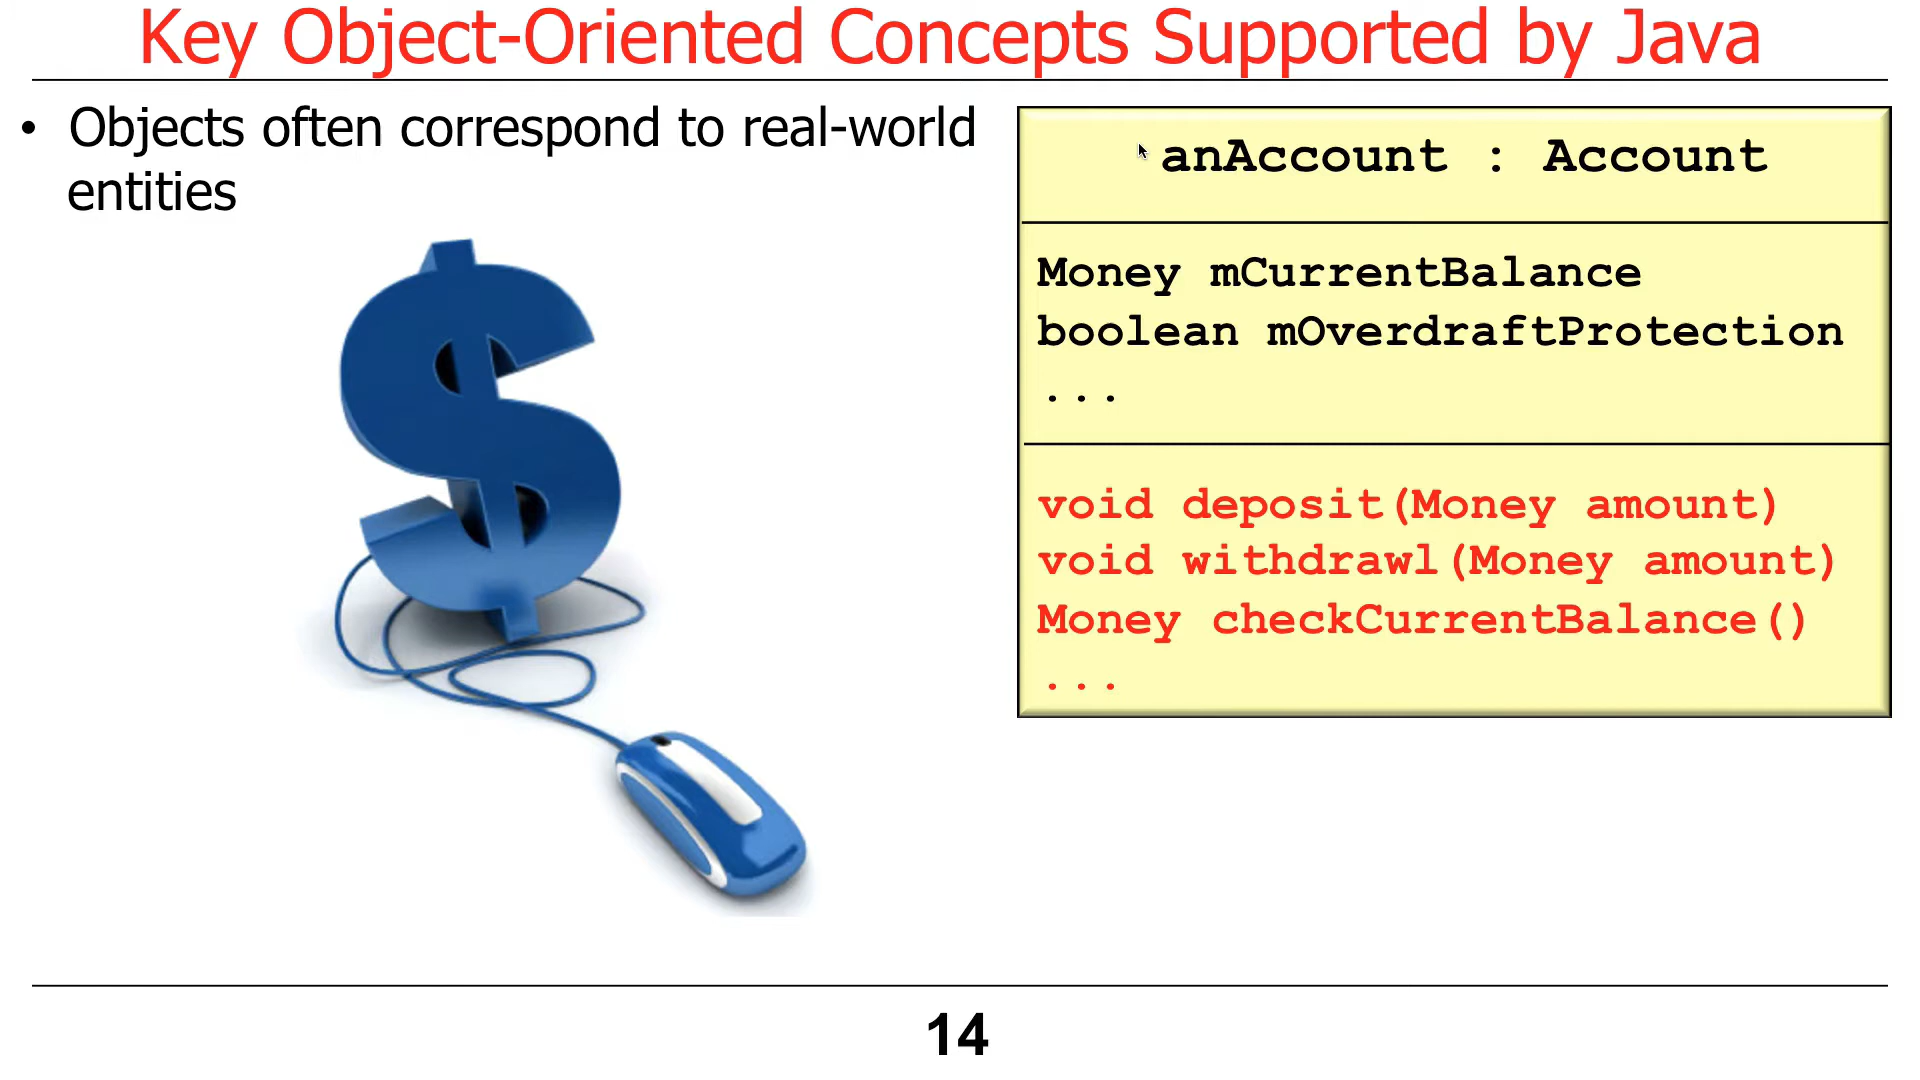 Key Object-Oriented Concepts Supported by Java
• Objects often correspond to real-world
entities
anAccount : Account
Money mCurrentBalance
boolean mOverdraftProtection
...
void deposit(Money amount)
void withdrawl(Money amount)
Money checkCurrentBalance()
...
14